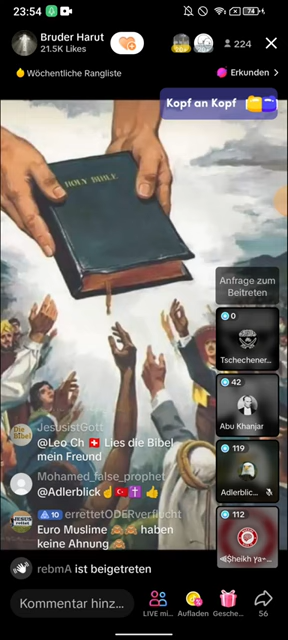 23:54
74
Bruder Harut
21.5K Likes
224
Wöchentliche Rangliste
Erkunden >
Kopf an Kopf
HOLY BIBLE
Anfrage zum
Beitreten
0
Tschechener...
42
Abu Khanjar
119
Adlerblic...
112
JesusistGott
@Leo Ch 🇨🇭 Lies die Bibel
mein Freund
Mohamed_false_prophet
@Adlerblick☝️🇹🇷✝️ 👍
10 errettetODERverflucht
Euro Muslime 🙈🙈 haben
keine Ahnung
rebmA ist beigetreten
Kommentar hinz...
LIVE mi...
Aufladen
Gesche...
56